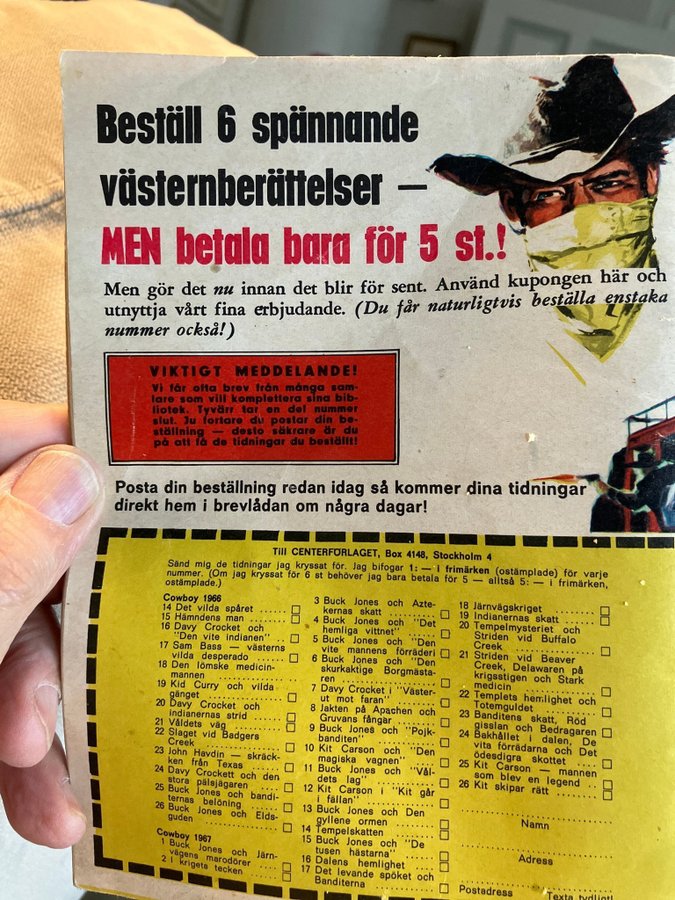 Beställ 6 spännande
västernberättelser —
MEN betala bara för 5 st.!
Men gör det nu innan det blir för sent. Använd kupongen här och
utnyttja vårt fina erbjudande. (Du får naturligtvis beställa enstaka
nummer också!)
VIKTIGT MEDDELANDE!
Vi får ofta brev från många sam-
lare som vill komplettera sina bib-
liotek. Tyvärr tar en del nummer
slut. Ju fortare du postar din be-
ställning — desto säkrare är du
på att få de tidningar du beställt!
Posta din beställning redan idag så kommer dina tidningar
direkt hem i brevlådan om några dagar!
Till CENTERFÖRLAGET, Box 4148, Stockholm 4
Sänd mig de tidningar jag kryssat för. Jag bifogar 1: — i frimärken (ostämplade) för varje
nummer. (Om jag kryssat för 6 st behöver jag bara betala för 5 — alltså 5: — i frimärken,
ostämplade.)
Cowboy 1966
14 Det vilda spåret
15 Hämndens man
16 Davy Crocket och
"Den vite indianen"
17 Sam Bass — västerns
vilda desperado
18 Den lömske medicin-
mannen
19 Kid Curry och vilda
gänget
20 Davy Crocket och
indianernas strid
21 Våldets väg
22 Slaget vid Badgers
Creek
23 John Havdin — skräck-
ken från Texas
24 Davy Crockett och den
stora pälsjägaren
25 Buck Jones och bandi-
ternas belöning
26 Buck Jones och Elds-
guden
Cowboy 1967
1 Buck Jones och Järn-
vägens marodörer
2 I krigets tecken
3 Buck Jones och Azte-
kernas skatt
4 Buck Jones och "Det
hemliga vittnet"
5 Buck Jones och "Den
vite mannens förräderi
6 Buck Jones och "Den
skurkaktige Borgmästa-
ren
7 Davy Crocket i "Väster-
ut mot faran"
8 Jakten på Apachen och
Gruvans fångar
9 Buck Jones och "Pojk-
banditen"
10 Kit Carson och "Den
magiska vagnen"
11 Buck Jones och "Vål-
dets lag"
12 Kit Carson i "Kit går
i fällan"
13 Buck Jones och Den
gyllene ormen
14 Tempelskatten
15 Buck Jones och "De
tusen hästarna"
16 Dalens hemlighet
17 Det levande spöket och
Banditerna
18 Järnvägskriget
19 Indianernas skatt
20 Tempelmysteriet och
Striden vid Buffalo
Creek
21 Striden vid Beaver
Creek, Delawaren på
krigsstigen och Stark
medicin
22 Templets hemlighet och
Totemguldet
23 Banditens skatt, Röd
gisslan och Bedragaren
24 Bakhållet i dalen, De
vita förrädarna och Det
ödesdigra skottet
25 Kit Carson — mannen
som blev en legend
26 Kit skipar rätt
Namn
Adress
Postadress
Texta tydligt!